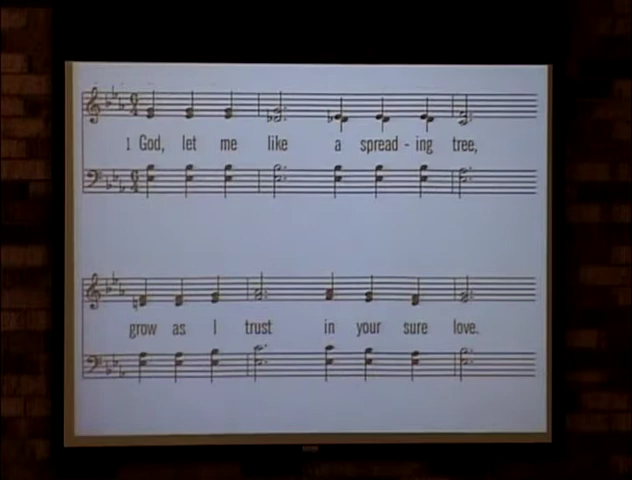 1 God, let me like a spread - ing tree,
grow as I trust in your sure love.